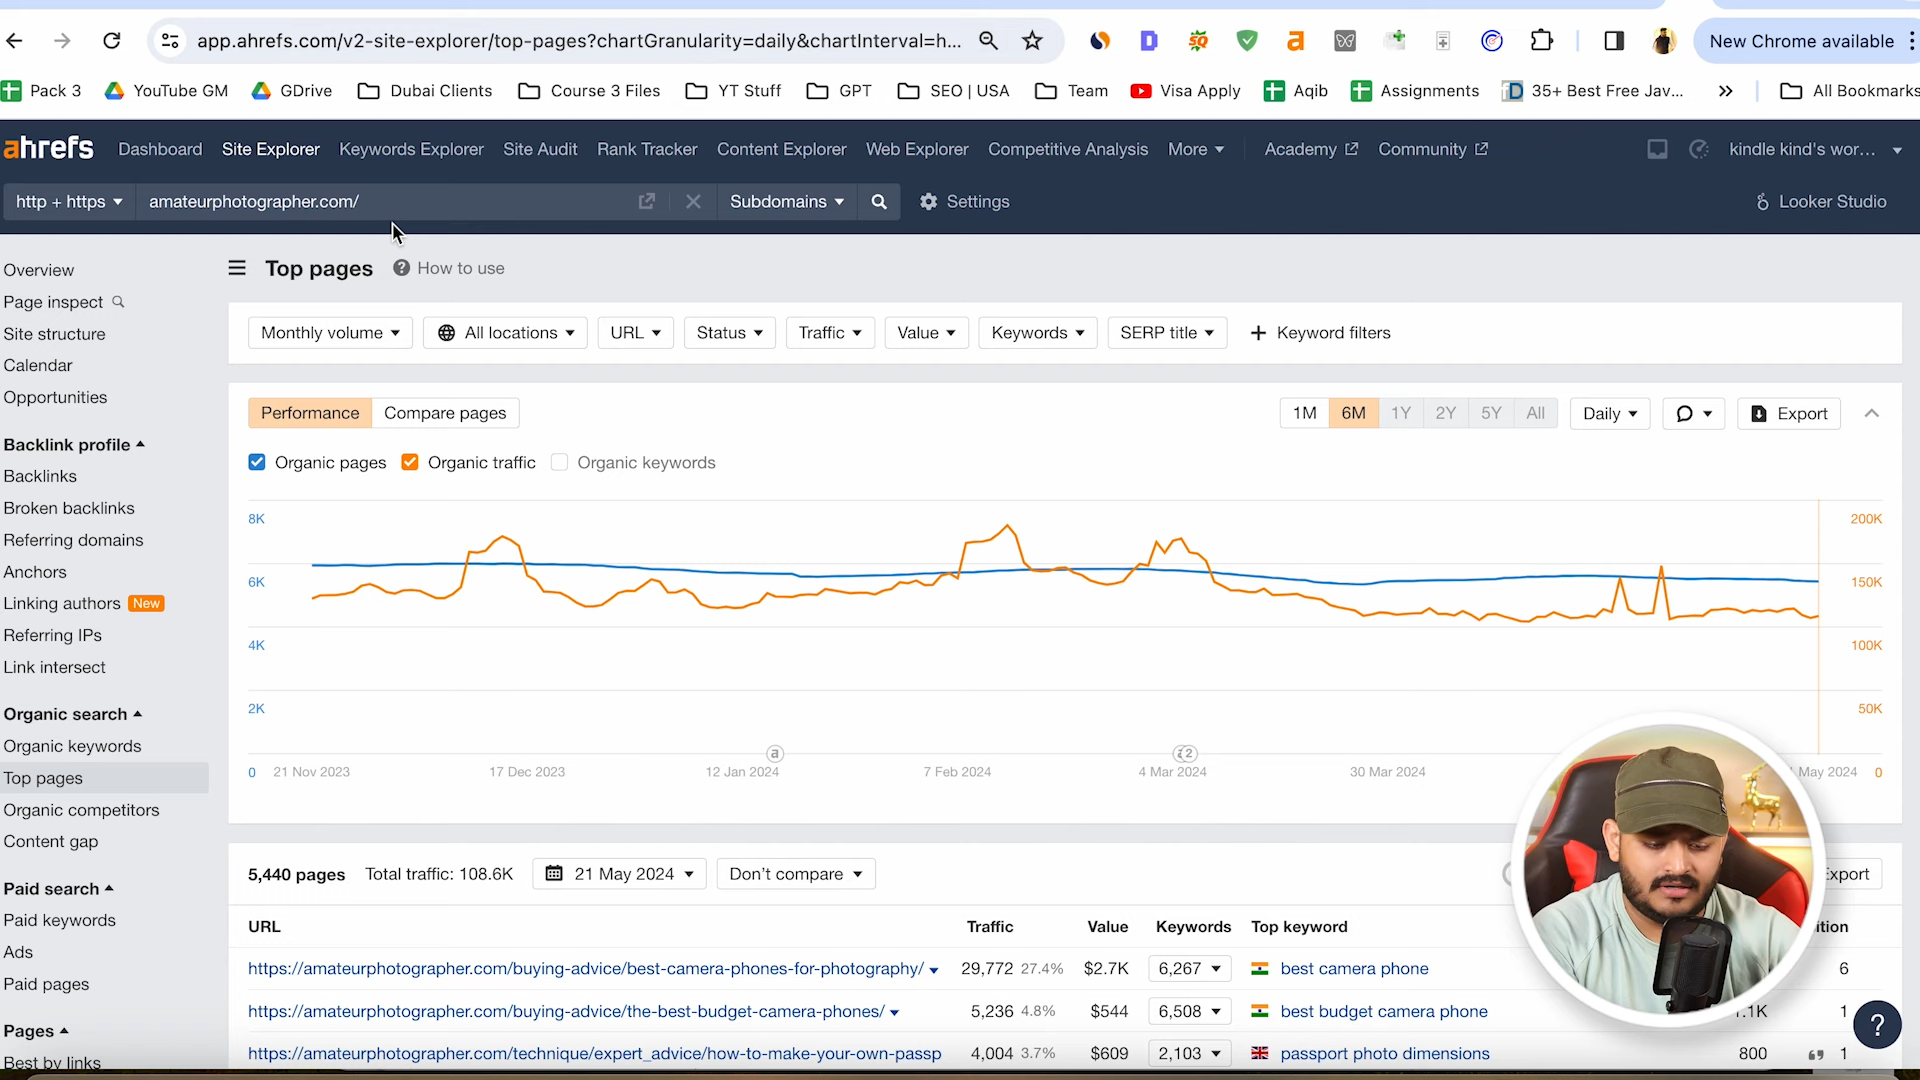 app.ahrefs.com/v2-site-explorer/top-pages?chartGranularity=daily&chartInterval=h...
New Chrome available
Pack 3 YouTube GM GDrive Dubai Clients Course 3 Files YT Stuff GPT SEO | USA Team Visa Apply Aqib Assignments 35+ Best Free Jav... » All Bookmarks
ahrefs Dashboard Site Explorer Keywords Explorer Site Audit Rank Tracker Content Explorer Web Explorer Competitive Analysis More Academy Community kindle kind's wor...
http + https amateurphotographer.com/ Subdomains Settings Looker Studio
Overview
Page inspect
Site structure
Calendar
Opportunities
Backlink profile
Backlinks
Broken backlinks
Referring domains
Anchors
Linking authors New
Referring IPs
Link intersect
Organic search
Organic keywords
Top pages
Organic competitors
Content gap
Paid search
Paid keywords
Ads
Paid pages
Pages
Best by links
Top pages ? How to use
Monthly volume All locations URL Status Traffic Value Keywords SERP title + Keyword filters
Performance Compare pages 1M 6M 1Y 2Y 5Y All Daily Export
Organic pages Organic traffic Organic keywords
8K 200K
6K 150K
4K 100K
2K 50K
a 2
0 21 Nov 2023 17 Dec 2023 12 Jan 2024 7 Feb 2024 4 Mar 2024 30 Mar 2024 May 2024 0
5,440 pages Total traffic: 108.6K 21 May 2024 Don't compare Export
URL Traffic Value Keywords Top keyword ition
https://amateurphotographer.com/buying-advice/best-camera-phones-for-photography/ 29,772 27.4% $2.7K 6,267 best camera phone 6
https://amateurphotographer.com/buying-advice/the-best-budget-camera-phones/ 5,236 4.8% $544 6,508 best budget camera phone .1K 1
https://amateurphotographer.com/technique/expert_advice/how-to-make-your-own-passp 4,004 3.7% $609 2,103 passport photo dimensions 800 1
?